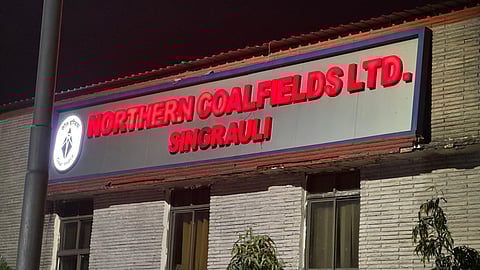 NORTHERN COALFIELDS LTD.
SINGRAULI